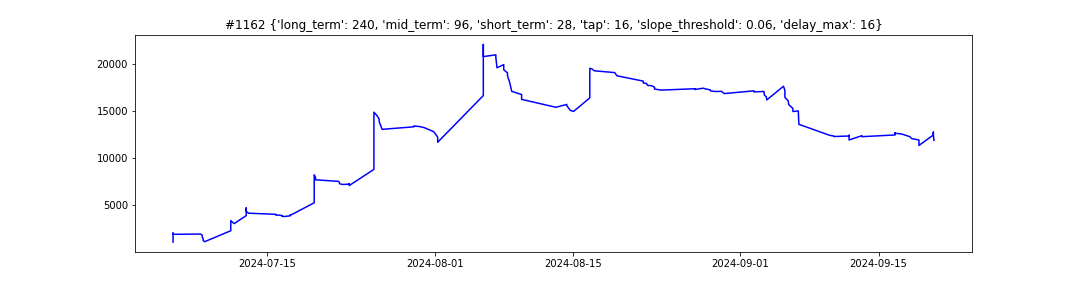 #1162 {'long_term': 240, 'mid_term': 96, 'short_term': 28, 'tap': 16, 'slope_threshold': 0.06, 'delay_max': 16}
20000
15000
10000
5000
2024-07-15 2024-08-01 2024-08-15 2024-09-01 2024-09-15